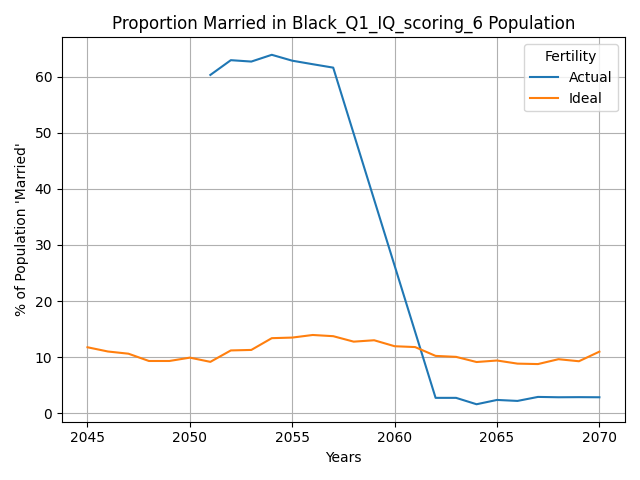 Proportion Married in Black_Q1_IQ_scoring_6 Population
Fertility
Actual
Ideal
% of Population 'Married'
60
50
40
30
20
10
0
2045 2050 2055 2060 2065 2070
Years